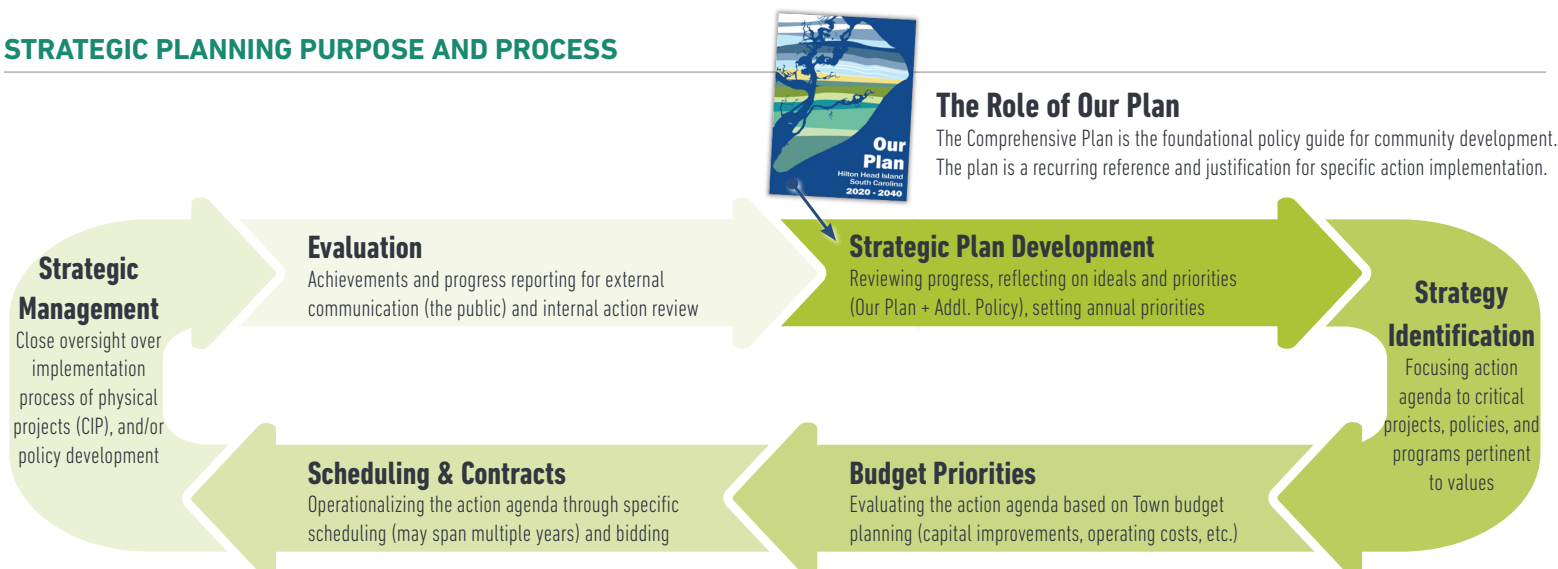 STRATEGIC PLANNING PURPOSE AND PROCESS
Our
Plan
Hilton Head Island
South Carolina
2020 - 2040
The Role of Our Plan
The Comprehensive Plan is the foundational policy guide for community development.
The plan is a recurring reference and justification for specific action implementation.
Strategic
Management
Close oversight over
implementation
process of physical
projects (CIP), and/or
policy development
Evaluation
Achievements and progress reporting for external
communication (the public) and internal action review
Strategic Plan Development
Reviewing progress, reflecting on ideals and priorities
(Our Plan + Addl. Policy), setting annual priorities
Strategy
Identification
Focusing action
agenda to critical
projects, policies, and
programs pertinent
to values
Scheduling & Contracts
Operationalizing the action agenda through specific
scheduling (may span multiple years) and bidding
Budget Priorities
Evaluating the action agenda based on Town budget
planning (capital improvements, operating costs, etc.)